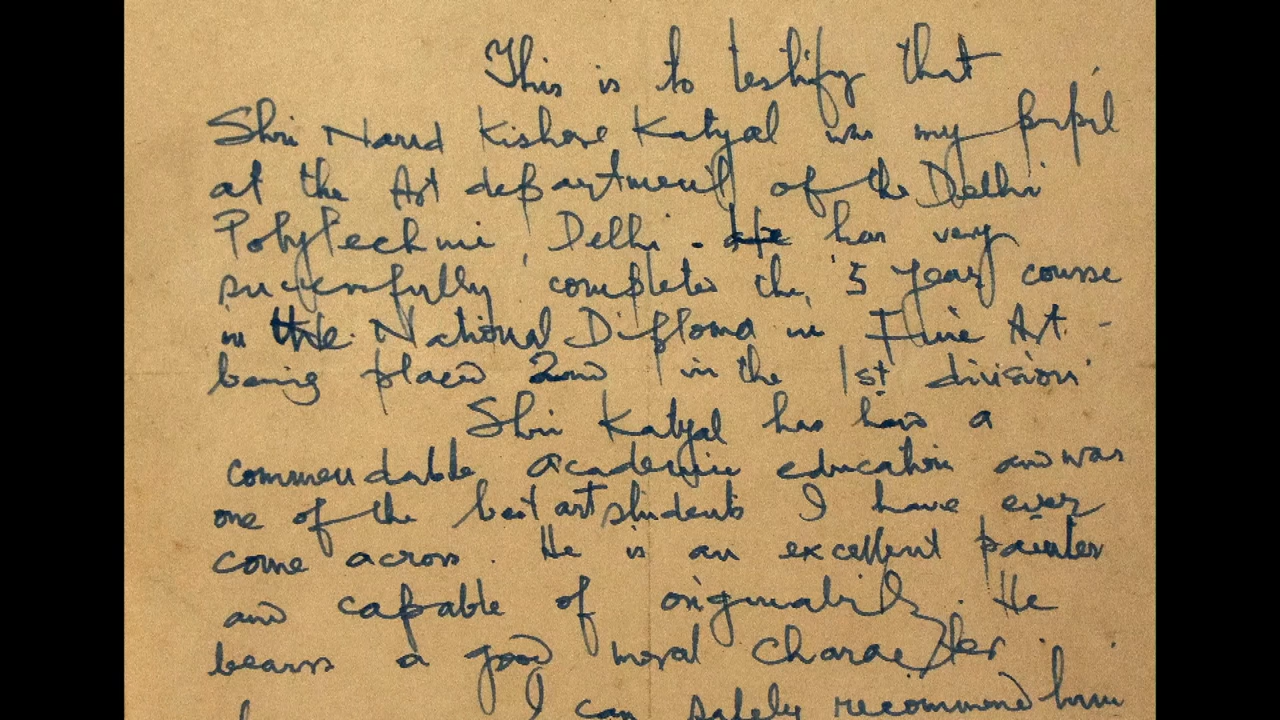 This is to testify that
Shri Nand Kishore Katyal was my pupil
at the Art department of the Delhi
Polytechnic, Delhi. He has very
successfully completed the 5 year course
in the National Diploma in Fine Art -
being placed 2nd in the 1st division
Shri Katyal has had a
commendable academic education and was
one of the best art students I have ever
come across. He is an excellent painter
and capable of originality. He
bears a good moral character.
I can safely recommend him